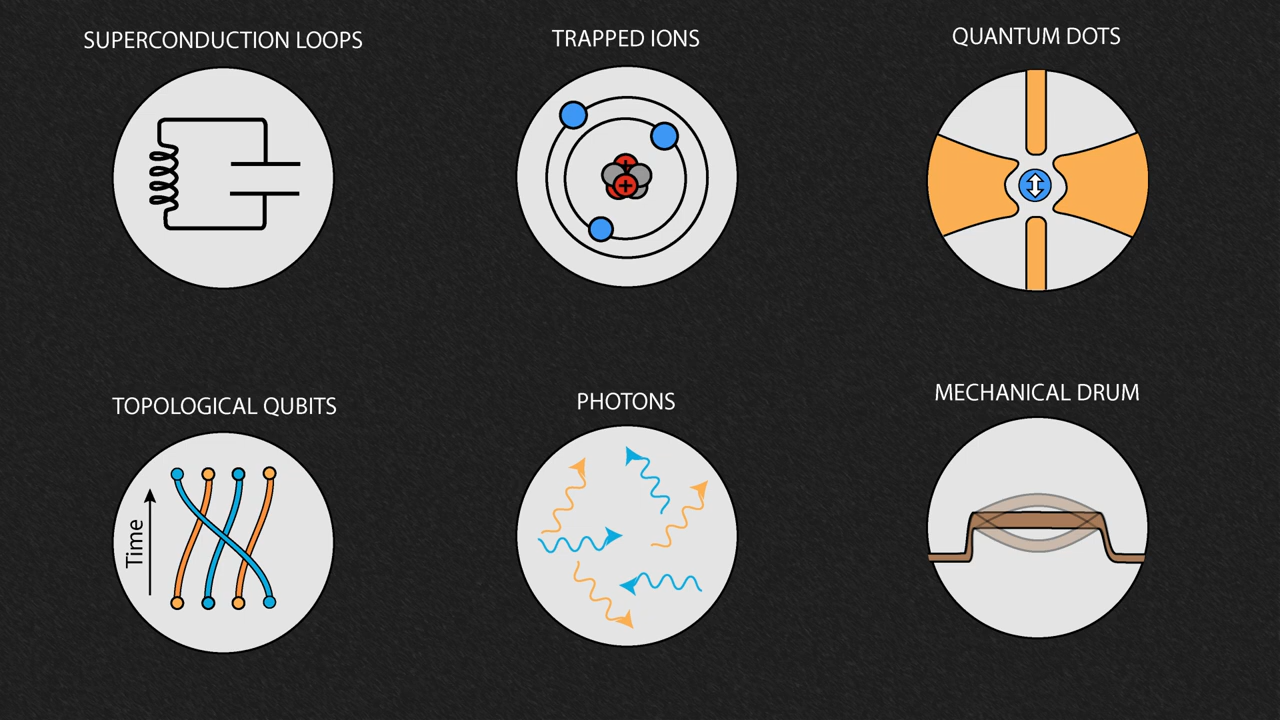 SUPERCONDUCTION LOOPS
TRAPPED IONS
QUANTUM DOTS
TOPOLOGICAL QUBITS
PHOTONS
MECHANICAL DRUM
Time